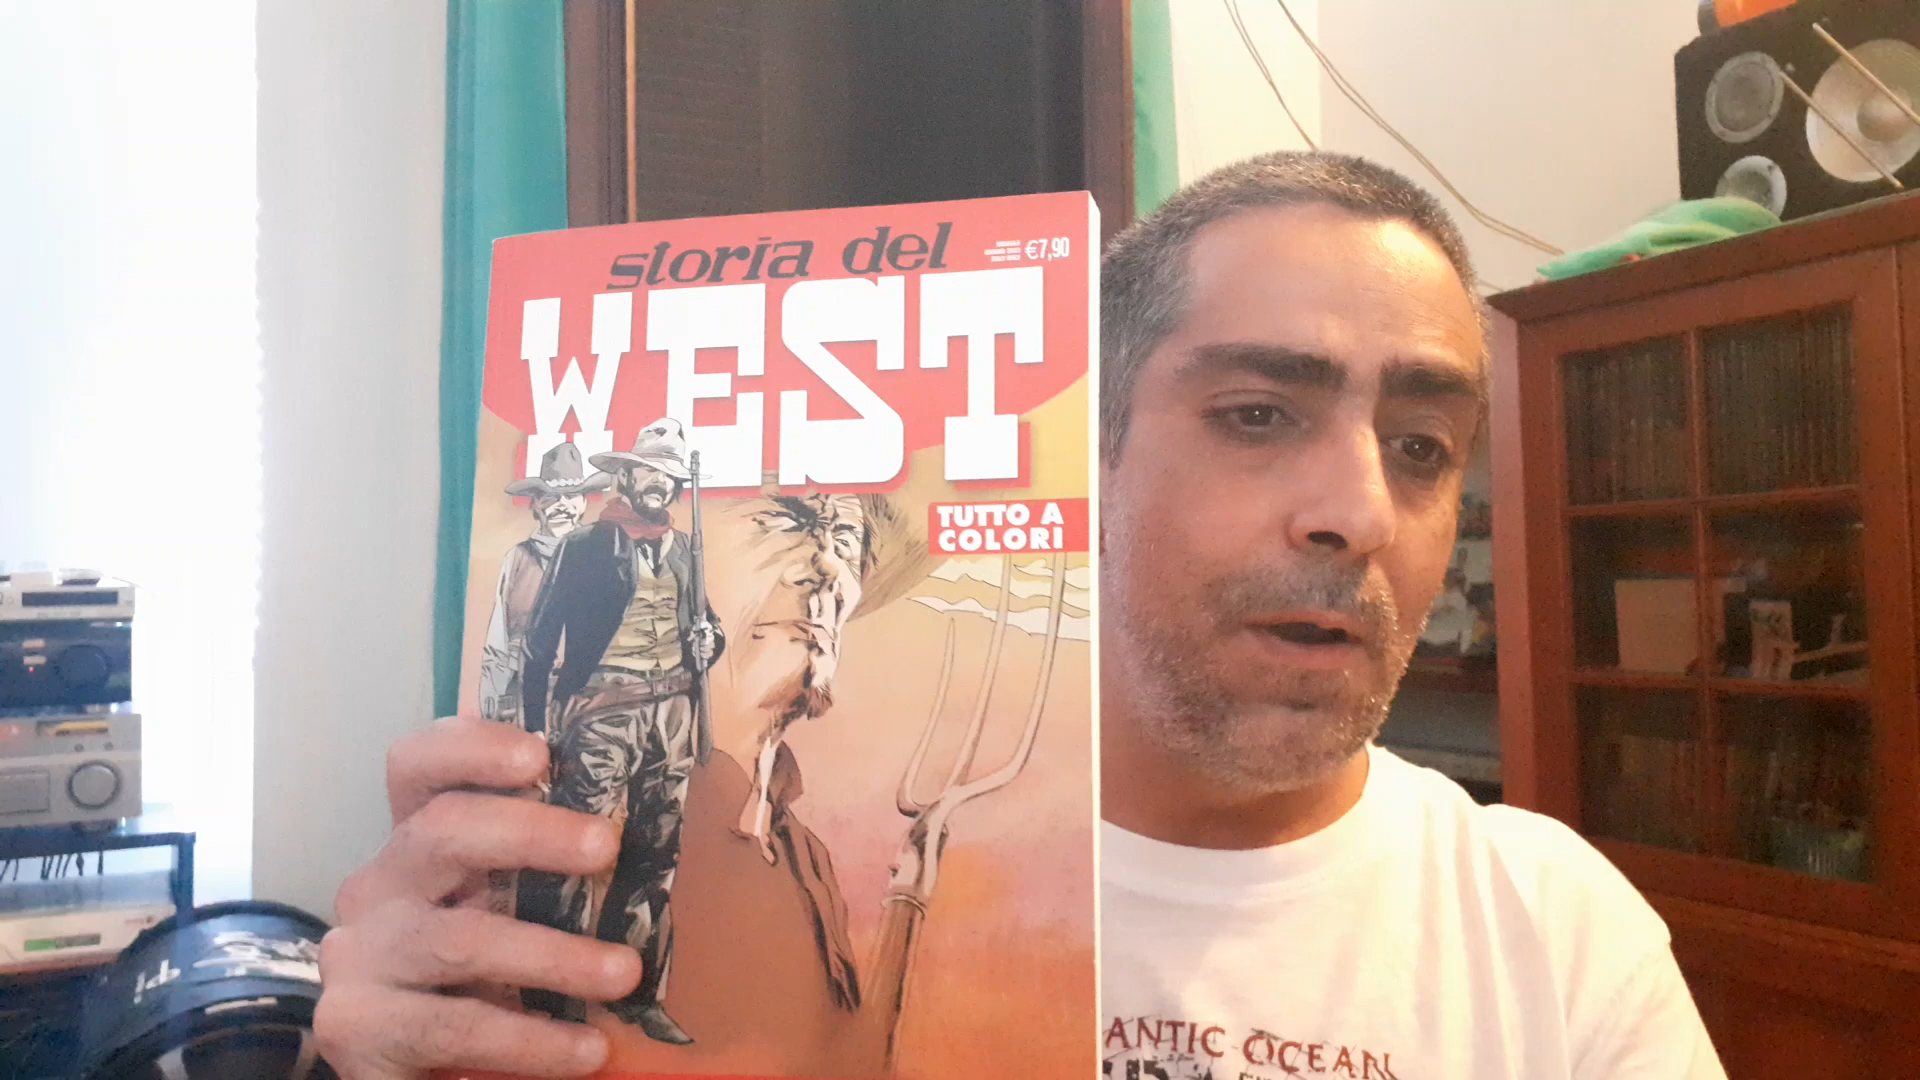 storia del
€7,90
WEST
TUTTO A
COLORI
ANTIC OCEAN